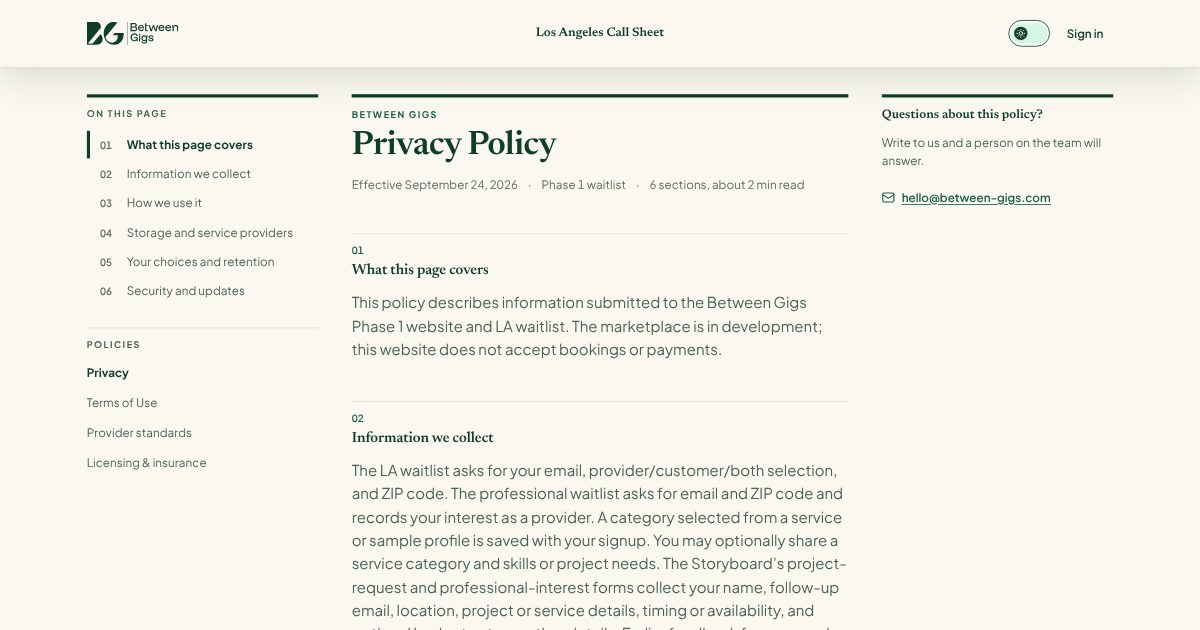 Between
Gigs
Los Angeles Call Sheet
Sign in
ON THIS PAGE
01 What this page covers
02 Information we collect
03 How we use it
04 Storage and service providers
05 Your choices and retention
06 Security and updates
POLICIES
Privacy
Terms of Use
Provider standards
Licensing & insurance
BETWEEN GIGS
Privacy Policy
Effective September 24, 2026 · Phase 1 waitlist · 6 sections, about 2 min read
01
What this page covers
This policy describes information submitted to the Between Gigs
Phase 1 website and LA waitlist. The marketplace is in development;
this website does not accept bookings or payments.
02
Information we collect
The LA waitlist asks for your email, provider/customer/both selection,
and ZIP code. The professional waitlist asks for email and ZIP code and
records your interest as a provider. A category selected from a service
or sample profile is saved with your signup. You may optionally share a
service category and skills or project needs. The Storyboard's project-
request and professional-interest forms collect your name, follow-up
email, location, project or service details, timing or availability, and
Questions about this policy?
Write to us and a person on the team will
answer.
hello@between-gigs.com